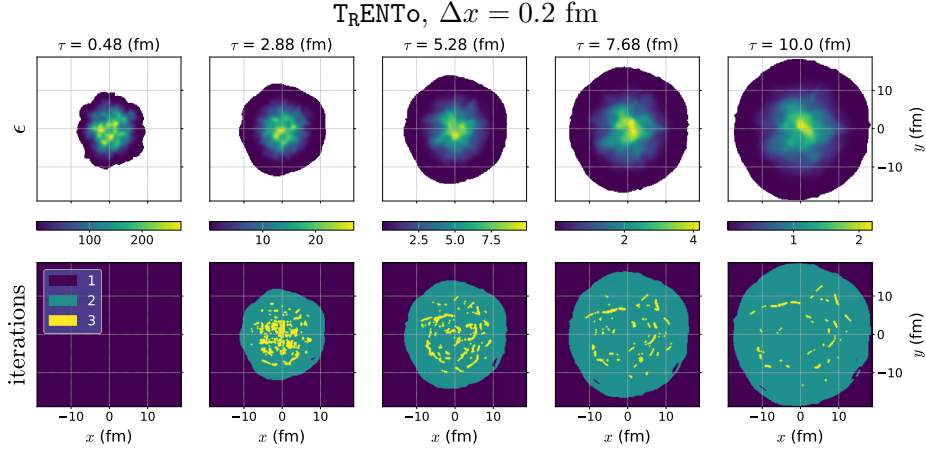 TRENTo, Δx = 0.2 fm
τ = 0.48 (fm)
τ = 2.88 (fm)
τ = 5.28 (fm)
τ = 7.68 (fm)
τ = 10.0 (fm)
ϵ
10
0
−10
y (fm)
100 200
10 20
2.5 5.0 7.5
2 4
1 2
iterations
1
2
3
10
0
−10
y (fm)
−10 0 10
−10 0 10
−10 0 10
−10 0 10
−10 0 10
x (fm)
x (fm)
x (fm)
x (fm)
x (fm)